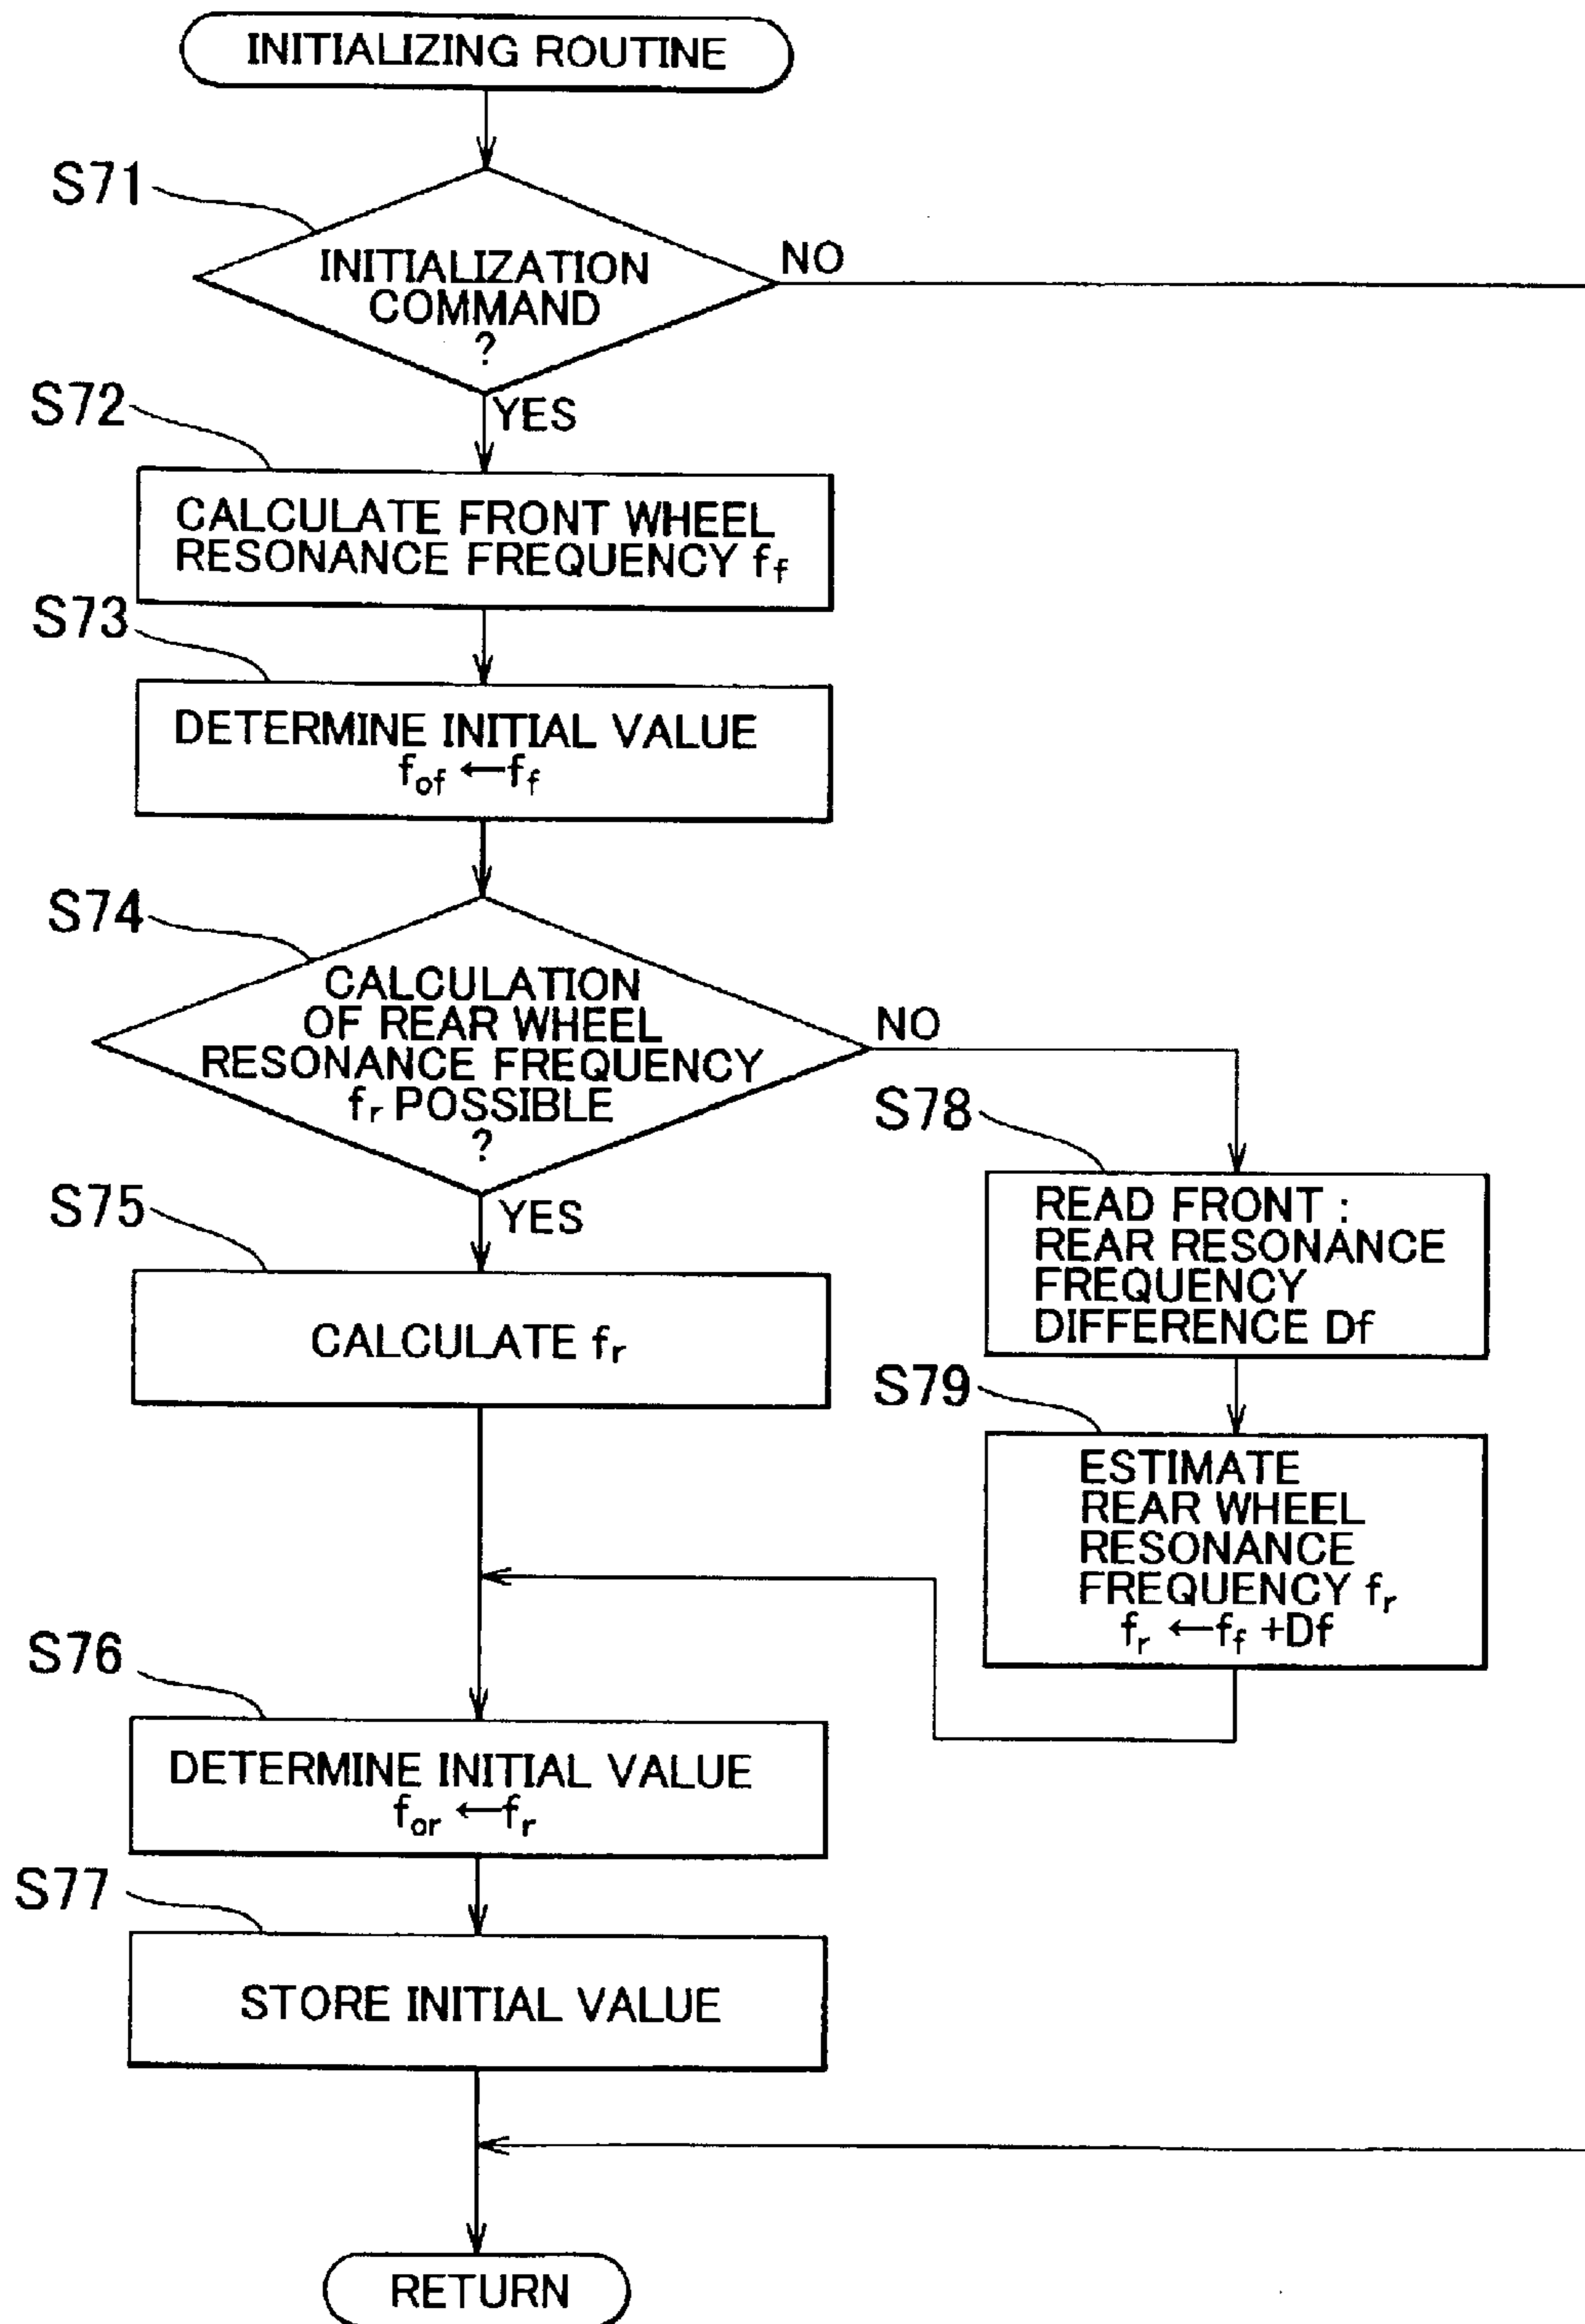 INITIALIZING ROUTINE
S71
INITIALIZATION
COMMAND
?
NO
YES
S72
CALCULATE FRONT WHEEL
RESONANCE FREQUENCY ff
S73
DETERMINE INITIAL VALUE
fof ←ff
S74
CALCULATION
OF REAR WHEEL
RESONANCE FREQUENCY
fr POSSIBLE
?
NO
YES
S75
CALCULATE fr
S78
READ FRONT :
REAR RESONANCE
FREQUENCY
DIFFERENCE Df
S79
ESTIMATE
REAR WHEEL
RESONANCE
FREQUENCY fr
fr ←ff +Df
S76
DETERMINE INITIAL VALUE
for ←fr
S77
STORE INITIAL VALUE
RETURN